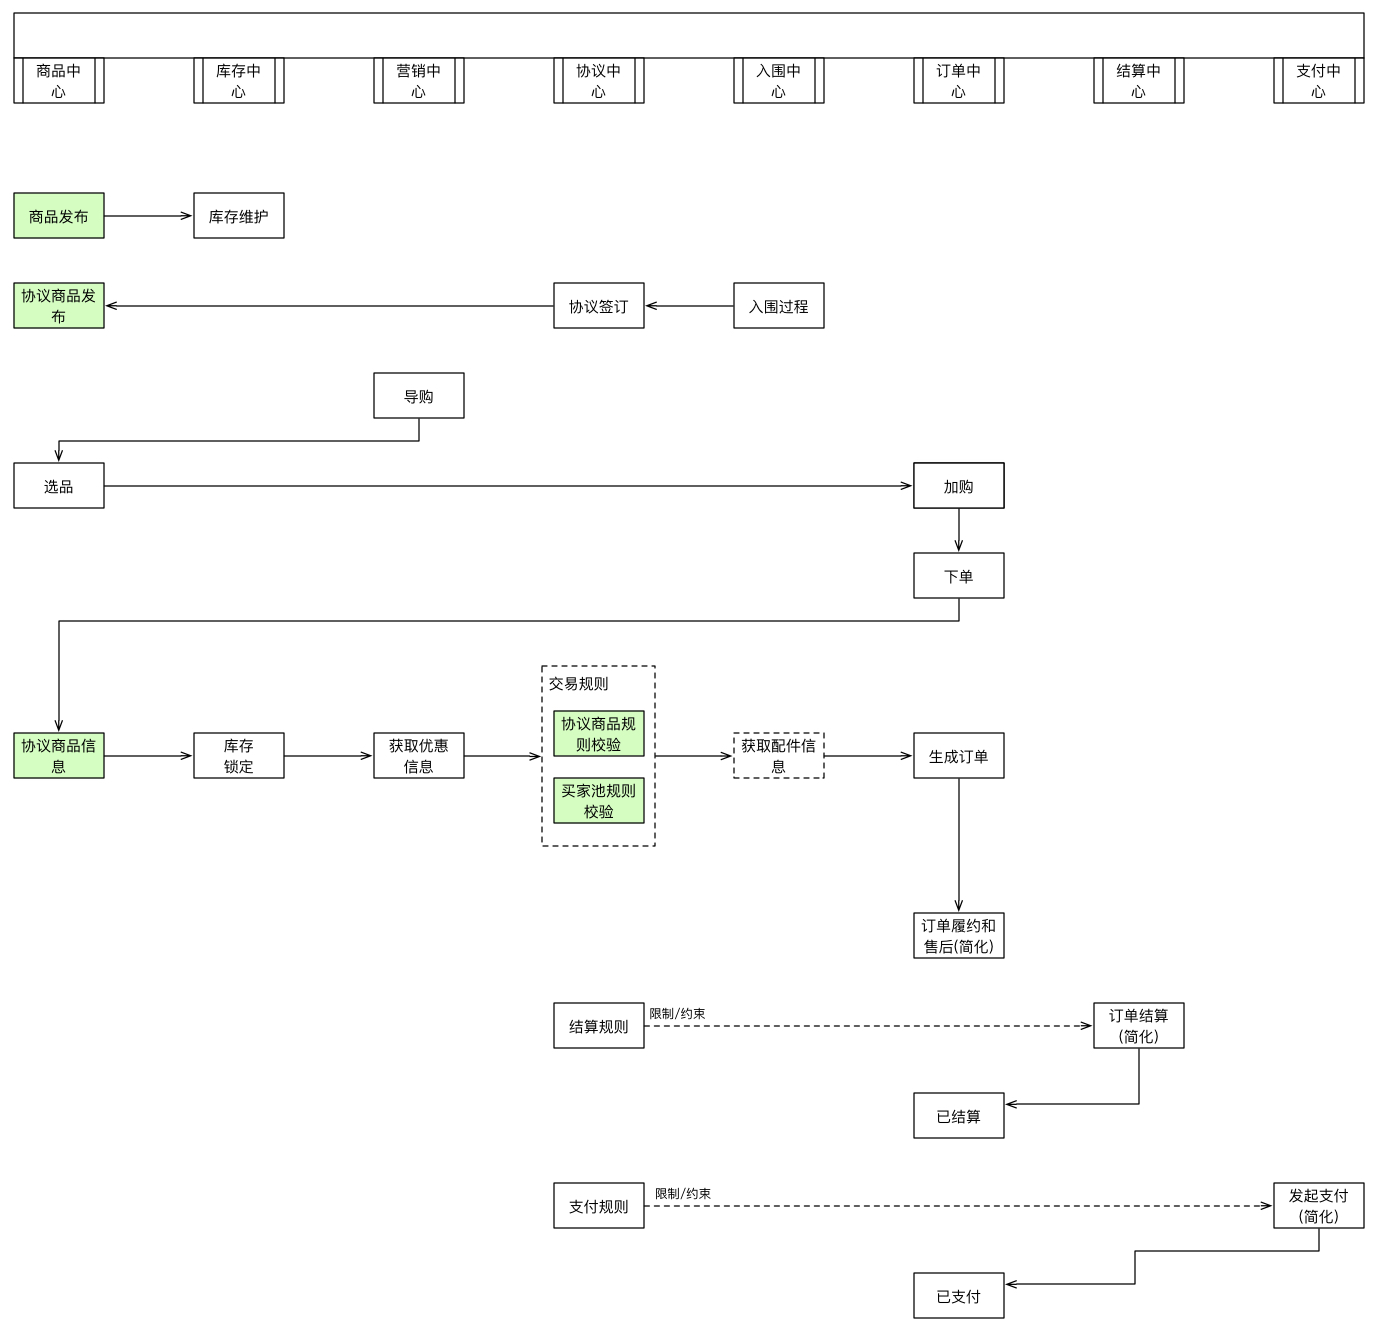 商品中
心
库存中
心
营销中
心
协议中
心
入围中
心
订单中
心
结算中
心
支付中
心
商品发布
库存维护
协议商品发
布
协议签订
入围过程
导购
选品
加购
下单
交易规则
协议商品规
则校验
买家池规则
校验
协议商品信
息
库存
锁定
获取优惠
信息
获取配件信
息
生成订单
订单履约和
售后(简化)
结算规则
限制/约束
订单结算
(简化)
已结算
支付规则
限制/约束
发起支付
(简化)
已支付